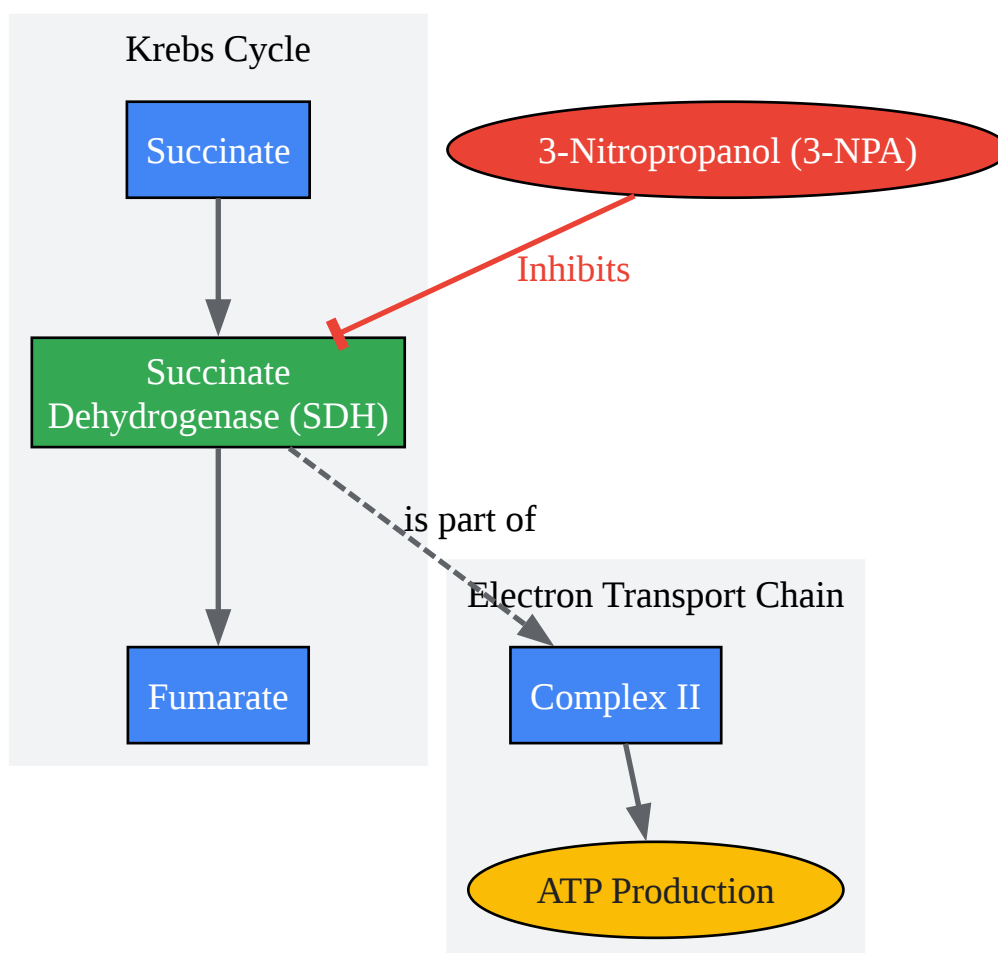 Krebs Cycle
Succinate
3-Nitropropanol (3-NPA)
Inhibits
Succinate
Dehydrogenase (SDH)
is part of
Electron Transport Chain
Fumarate
Complex II
ATP Production